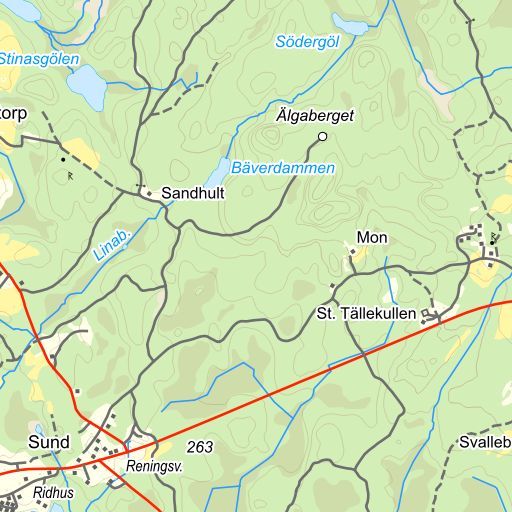 Södergöl
Stinasgölen
torp
Älgaberget
Bäverdammen
Sandhult
Linab.
Mon
St. Tällekullen
Sund
263
Svalleb
Reningsv.
Ridhus